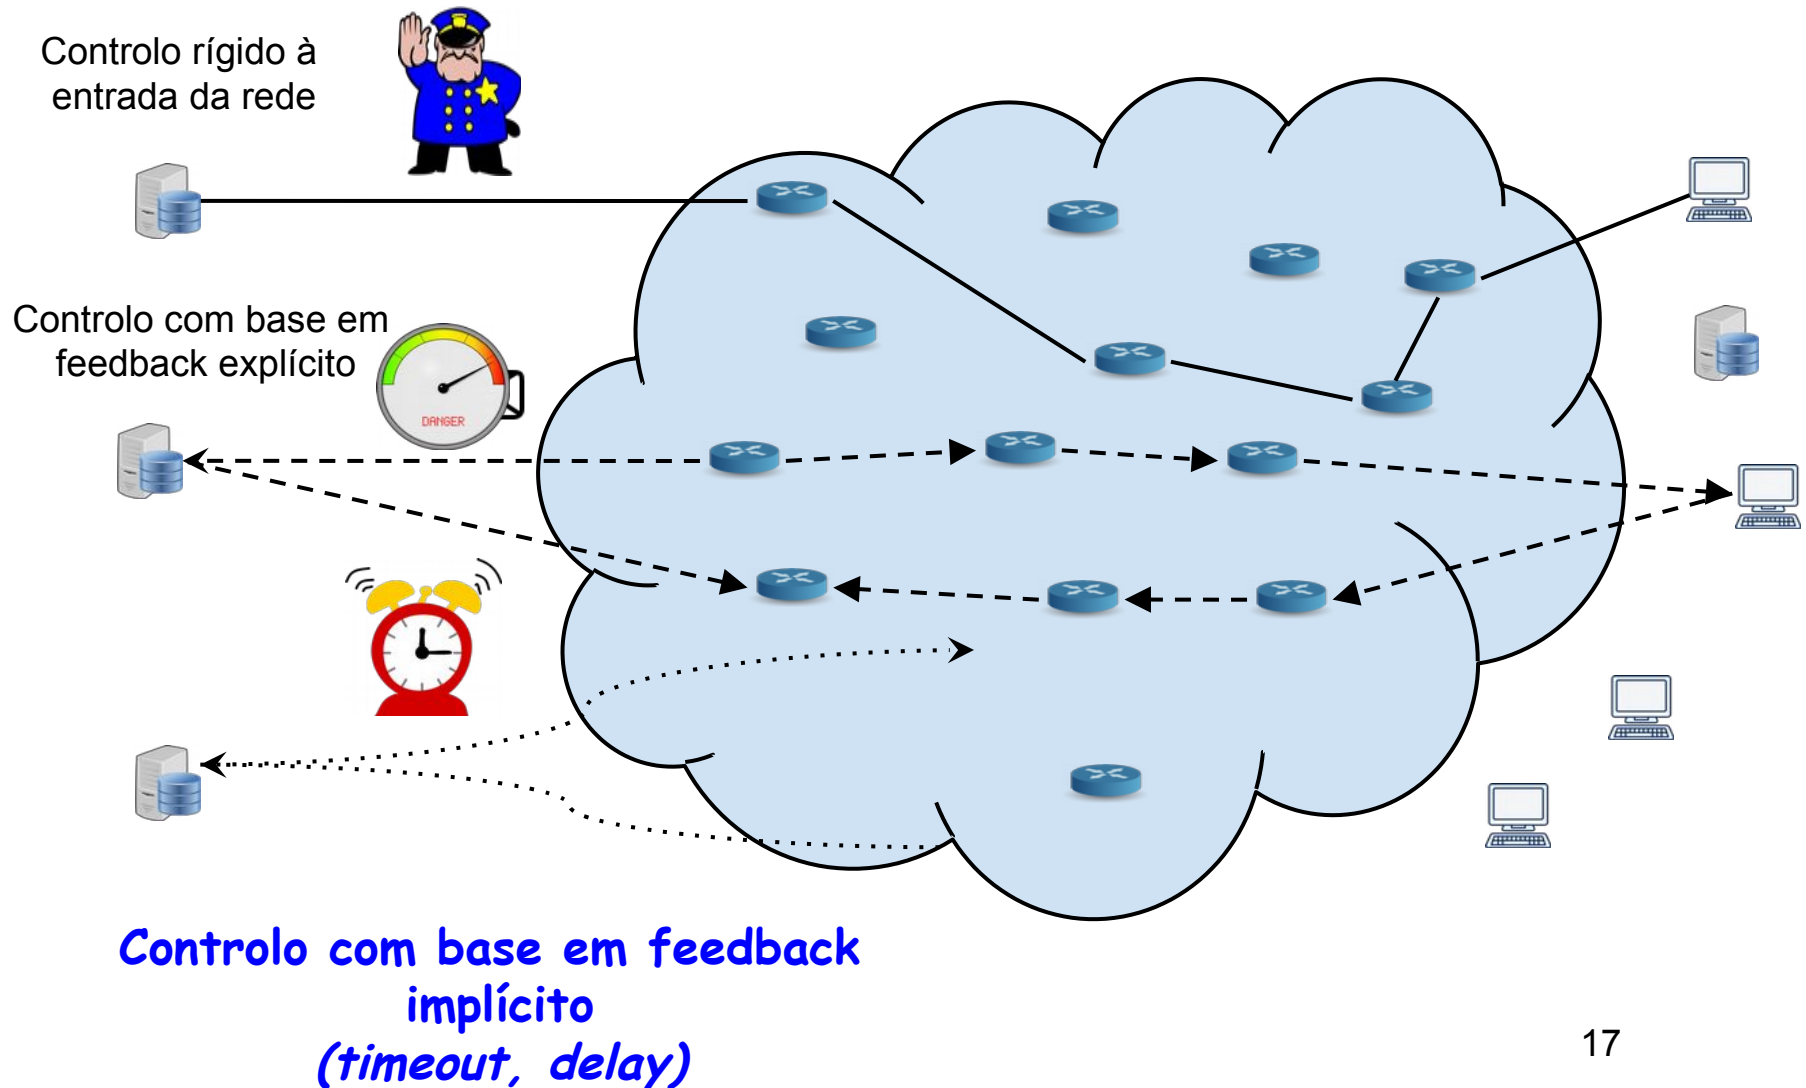 Controlo rígido à
entrada da rede
Controlo com base em
feedback explícito
DANGER
Controlo com base em feedback
implícito
(timeout, delay)
17